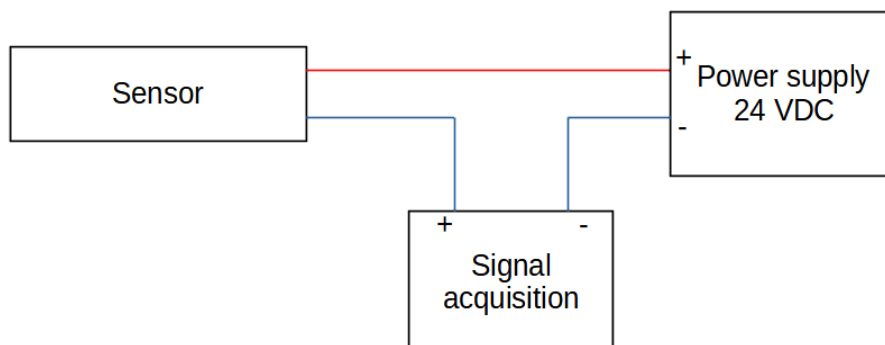 Sensor
+
Power supply
24 VDC
-
+
-
Signal
acquisition